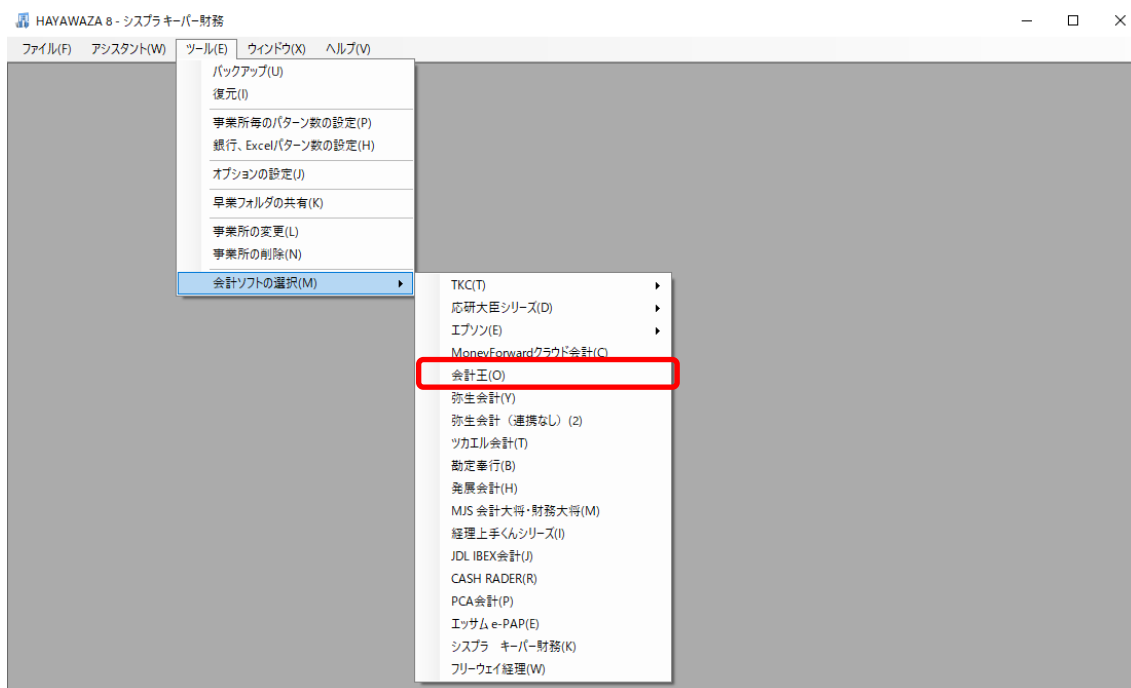 HAYAWAZA 8 - シスプラ キーパー財務
ファイル(F) アシスタント(W) ツール(E) ウィンドウ(X) ヘルプ(V)
バックアップ(U)
復元(I)
事業所毎のパターン数の設定(P)
銀行、Excelパターン数の設定(H)
オプションの設定(J)
早業フォルダの共有(K)
事業所の変更(L)
事業所の削除(N)
会計ソフトの選択(M)
TKC(T)
応研大臣シリーズ(D)
エプソン(E)
MoneyForwardクラウド会計(C)
会計王(O)
弥生会計(Y)
弥生会計（連携なし）(2)
ツカエル会計(T)
勘定奉行(B)
発展会計(H)
MJS 会計大将・財務大将(M)
経理上手くんシリーズ(I)
JDL IBEX会計(J)
CASH RADER(R)
PCA会計(P)
エッサム e-PAP(E)
シスプラ　キーパー財務(K)
フリーウェイ経理(W)